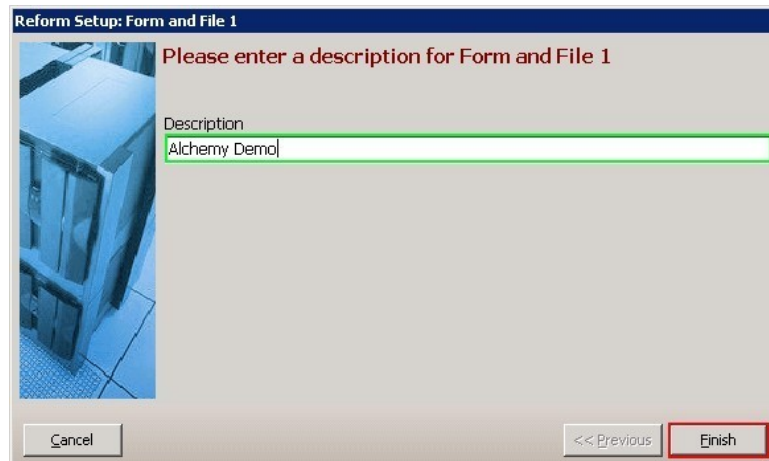 Reform Setup: Form and File 1
Please enter a description for Form and File 1
Description
Alchemy Demo
Cancel
<< Previous
Finish